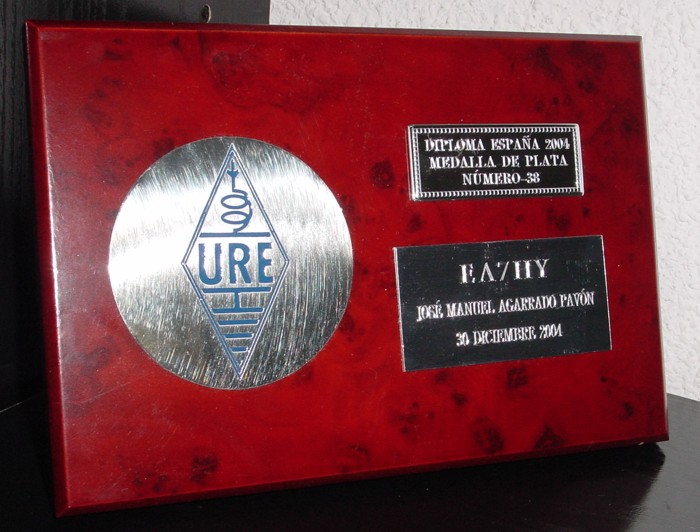 URE
DIPLOMA ESPAÑA 2004
MEDALLA DE PLATA
NÚMERO-38
EA7HY
JOSÉ MANUEL AGARRADO PAVÓN
30 DICIEMBRE 2004